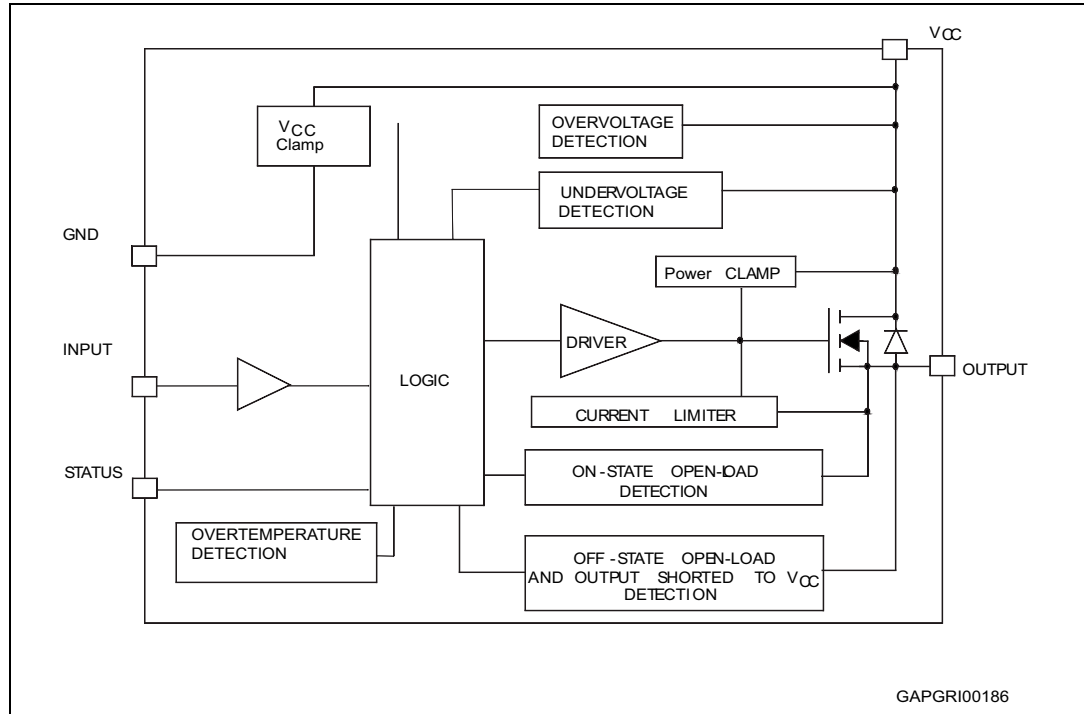 VCC
VCC
Clamp
OVERVOLTAGE
DETECTION
UNDERVOLTAGE
DETECTION
GND
Power CLAMP
INPUT
DRIVER
LOGIC
OUTPUT
CURRENT LIMITER
STATUS
ON-STATE OPEN-LOAD
DETECTION
OVERTEMPERATURE
DETECTION
OFF-STATE OPEN-LOAD
AND OUTPUT SHORTED TO VCC
DETECTION
GAPGRI00186